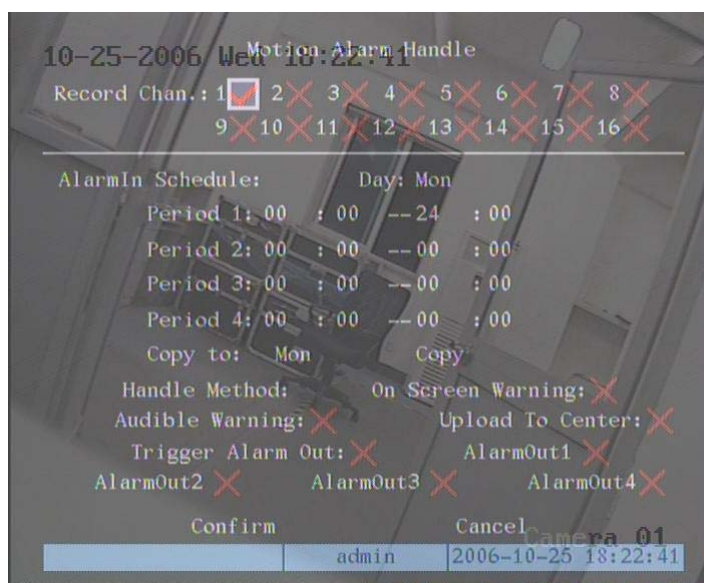 Motion Alarm Handle
10-25-2006 Wed 18:22:41
Record Chan.: 1 2 3 4 5 6 7 8
9 10 11 12 13 14 15 16
AlarmIn Schedule: Day: Mon
Period 1: 00 : 00 --24 : 00
Period 2: 00 : 00 --00 : 00
Period 3: 00 : 00 --00 : 00
Period 4: 00 : 00 --00 : 00
Copy to: Mon Copy
Handle Method: On Screen Warning:
Audible Warning: Upload To Center:
Trigger Alarm Out: AlarmOut1
AlarmOut2 AlarmOut3 AlarmOut4
Confirm Cancel
Camera 01
admin 2006-10-25 18:22:41